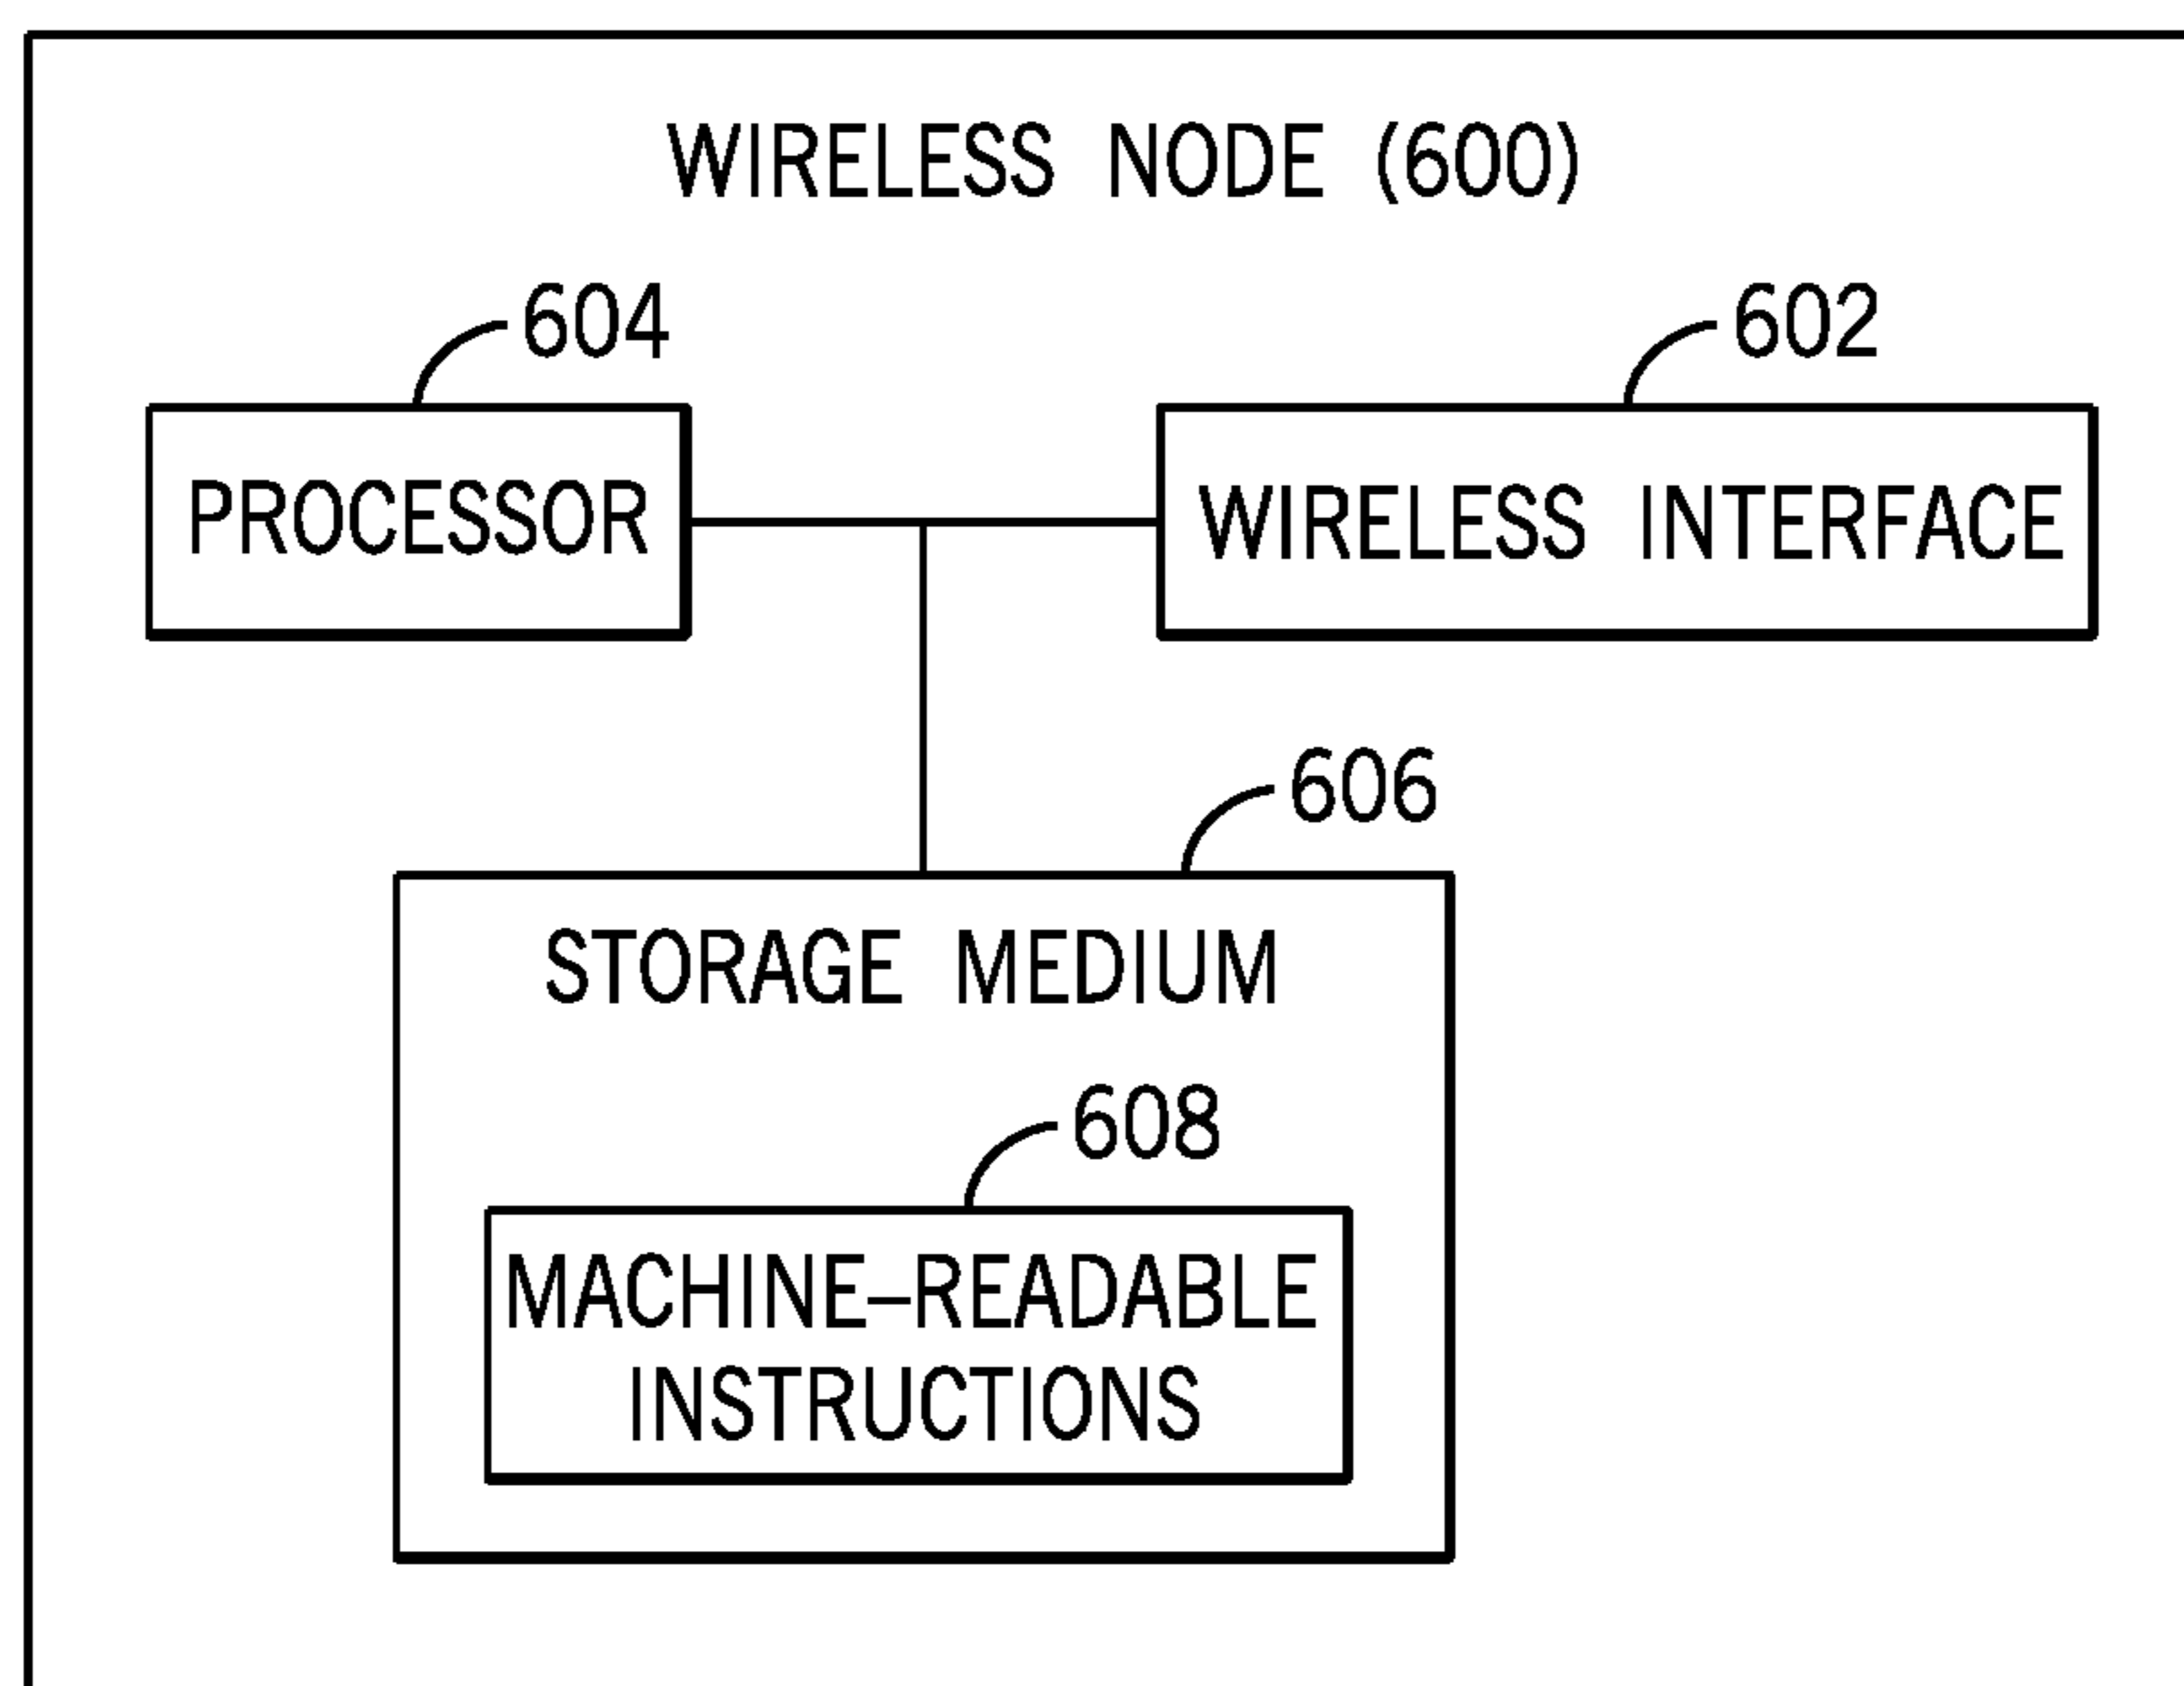 WIRELESS NODE (600)
604
602
PROCESSOR
WIRELESS INTERFACE
606
STORAGE MEDIUM
608
MACHINE–READABLE
INSTRUCTIONS